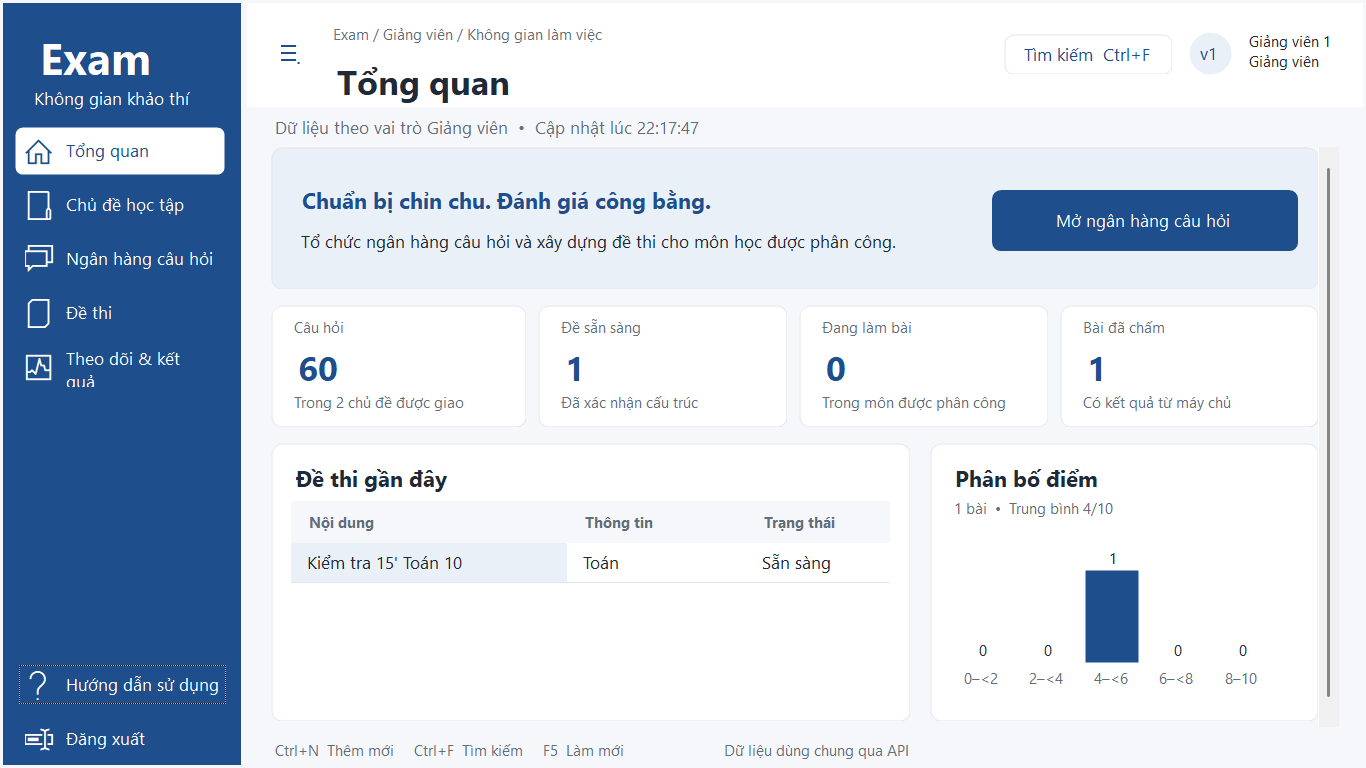 Exam
Không gian khảo thí
Tổng quan
Chủ đề học tập
Ngân hàng câu hỏi
Đề thi
Theo dõi & kết
quả
Hướng dẫn sử dụng
Đăng xuất
Exam / Giảng viên / Không gian làm việc
Tổng quan
Tìm kiếm Ctrl+F
v1
Giảng viên 1
Giảng viên
Dữ liệu theo vai trò Giảng viên • Cập nhật lúc 22:17:47
Chuẩn bị chỉn chu. Đánh giá công bằng.
Tổ chức ngân hàng câu hỏi và xây dựng đề thi cho môn học được phân công.
Mở ngân hàng câu hỏi
Câu hỏi
60
Trong 2 chủ đề được giao
Đề sẵn sàng
1
Đã xác nhận cấu trúc
Đang làm bài
0
Trong môn được phân công
Bài đã chấm
1
Có kết quả từ máy chủ
Đề thi gần đây
Nội dung Thông tin Trạng thái
Kiểm tra 15' Toán 10 Toán Sẵn sàng
Phân bố điểm
1 bài • Trung bình 4/10
1
0 0 0 0
0–<2 2–<4 4–<6 6–<8 8–10
Ctrl+N Thêm mới Ctrl+F Tìm kiếm F5 Làm mới Dữ liệu dùng chung qua API